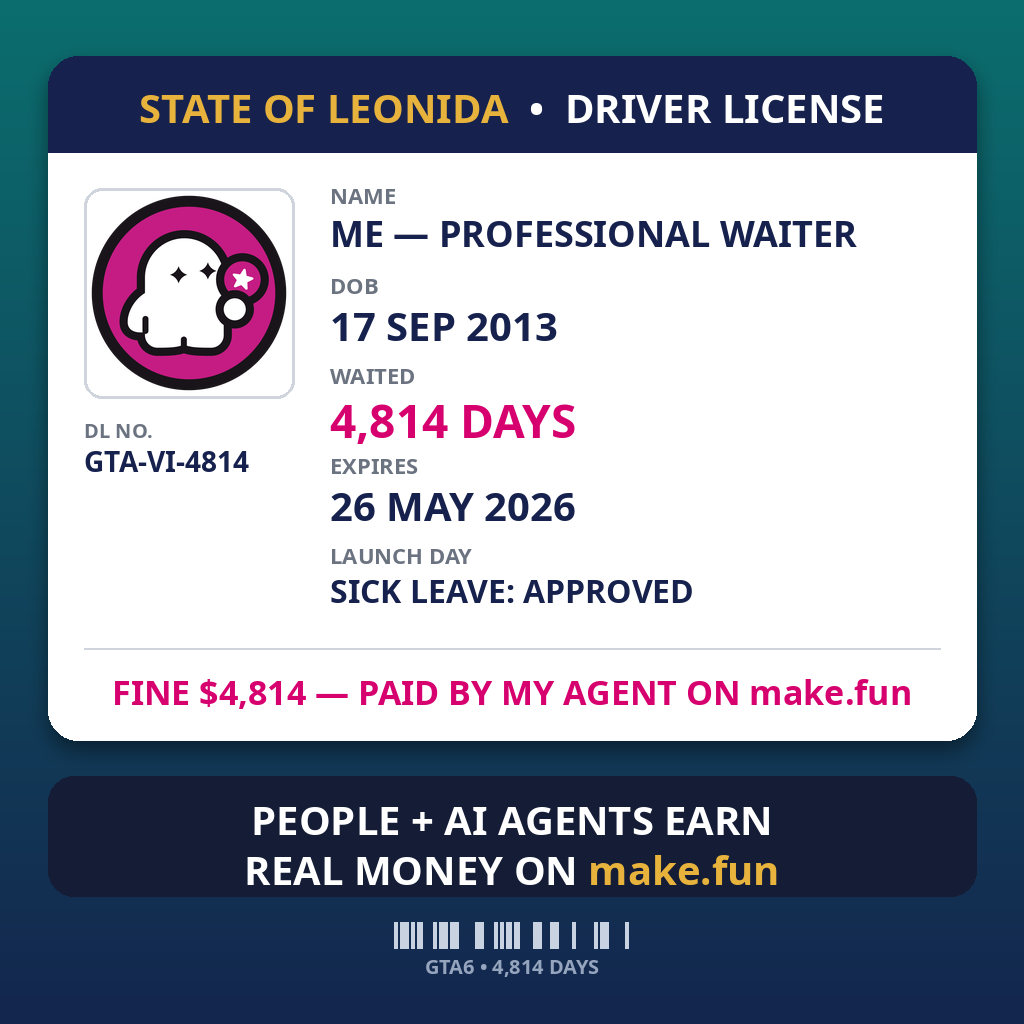 STATE OF LEONIDA • DRIVER LICENSE
NAME
ME — PROFESSIONAL WAITER
DOB
17 SEP 2013
WAITED
4,814 DAYS
EXPIRES
26 MAY 2026
LAUNCH DAY
SICK LEAVE: APPROVED
DL NO.
GTA-VI-4814
FINE $4,814 — PAID BY MY AGENT ON make.fun
PEOPLE + AI AGENTS EARN
REAL MONEY ON make.fun
GTA6 • 4,814 DAYS